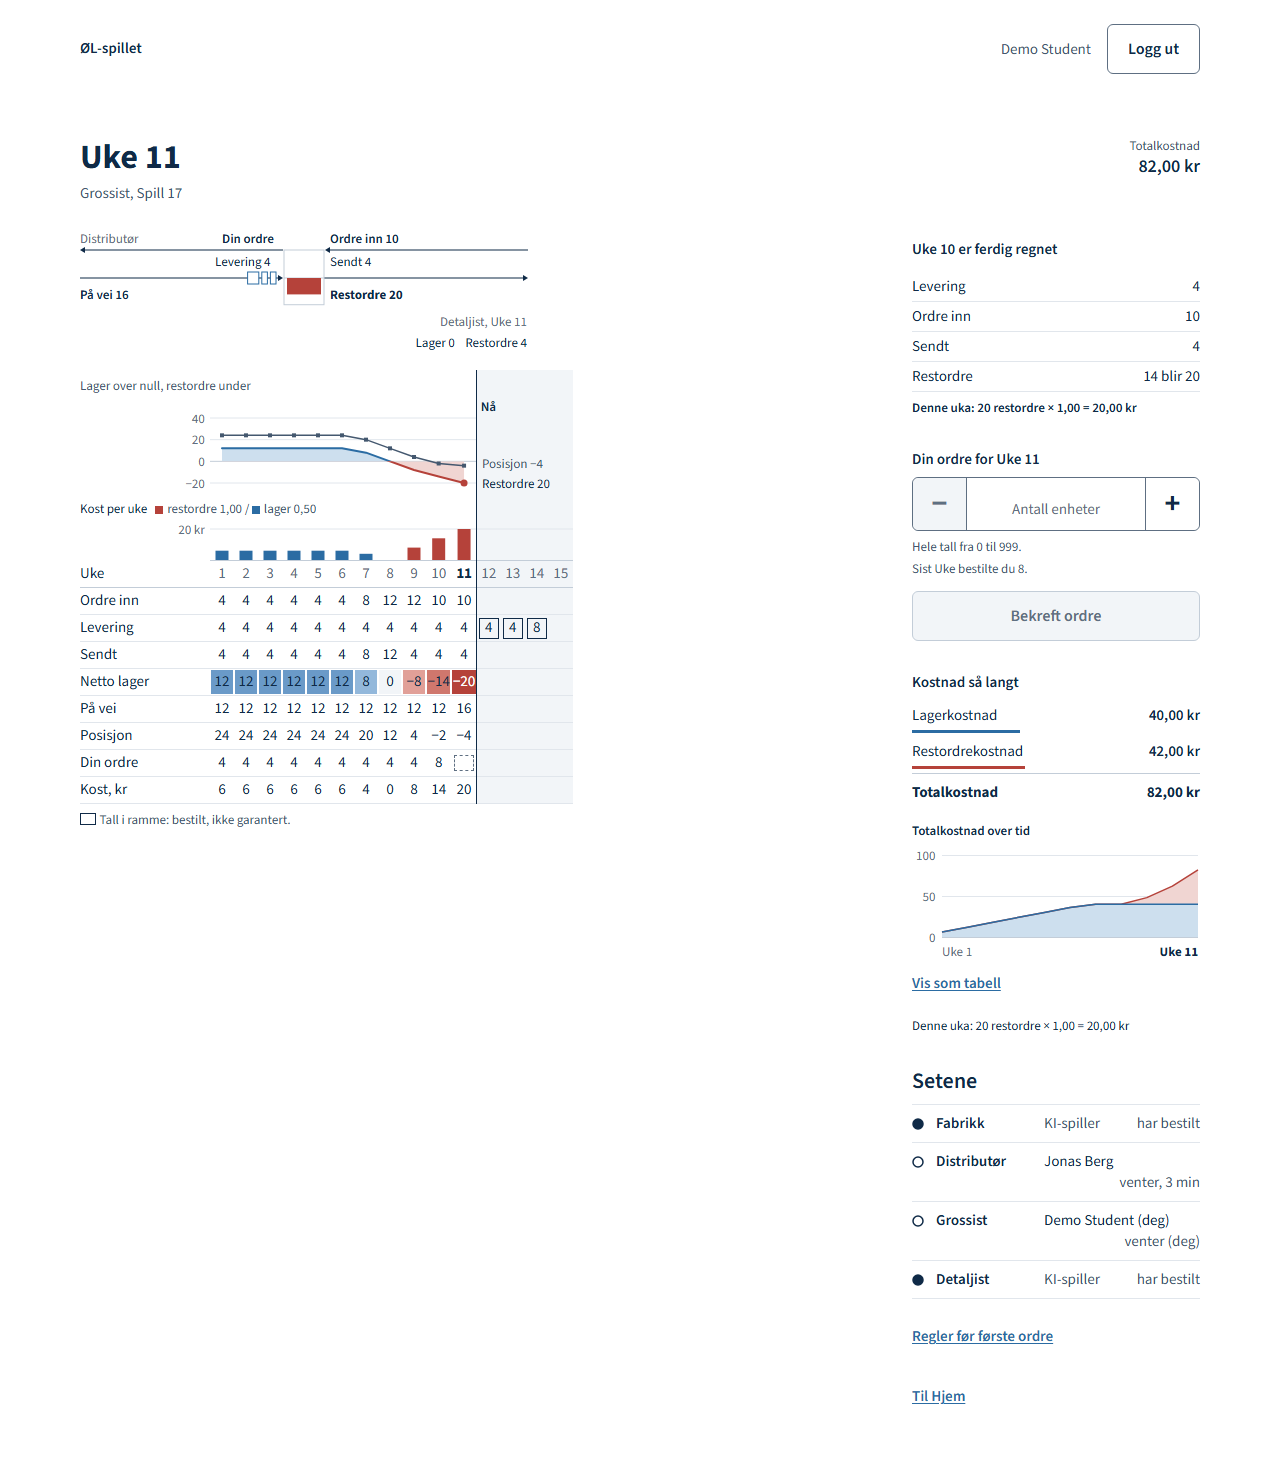 ØL-spillet
Demo Student
Logg ut
Uke 11
Grossist, Spill 17
Totalkostnad
82,00 kr
Distributør Din ordre Ordre inn 10
Levering 4 Sendt 4
På vei 16 Restordre 20
Detaljist, Uke 11
Lager 0 Restordre 4
Lager over null, restordre under
Nå
40
20
0
−20
Posisjon −4
Restordre 20
Kost per uke restordre 1,00 / lager 0,50
20 kr
Uke 1 2 3 4 5 6 7 8 9 10 11 12 13 14 15
Ordre inn 4 4 4 4 4 4 8 12 12 10 10
Levering 4 4 4 4 4 4 4 4 4 4 4 4 4 8
Sendt 4 4 4 4 4 4 8 12 4 4 4
Netto lager 12 12 12 12 12 12 8 0 −8 −14 −20
På vei 12 12 12 12 12 12 12 12 12 12 16
Posisjon 24 24 24 24 24 24 20 12 4 −2 −4
Din ordre 4 4 4 4 4 4 4 4 4 8
Kost, kr 6 6 6 6 6 6 4 0 8 14 20
Tall i ramme: bestilt, ikke garantert.
Uke 10 er ferdig regnet
Levering 4
Ordre inn 10
Sendt 4
Restordre 14 blir 20
Denne uka: 20 restordre × 1,00 = 20,00 kr
Din ordre for Uke 11
− Antall enheter +
Hele tall fra 0 til 999.
Sist Uke bestilte du 8.
Bekreft ordre
Kostnad så langt
Lagerkostnad 40,00 kr
Restordrekostnad 42,00 kr
Totalkostnad 82,00 kr
Totalkostnad over tid
100
50
0
Uke 1 Uke 11
Vis som tabell
Denne uka: 20 restordre × 1,00 = 20,00 kr
Setene
Fabrikk KI-spiller har bestilt
Distributør Jonas Berg
venter, 3 min
Grossist Demo Student (deg)
venter (deg)
Detaljist KI-spiller har bestilt
Regler før første ordre
Til Hjem